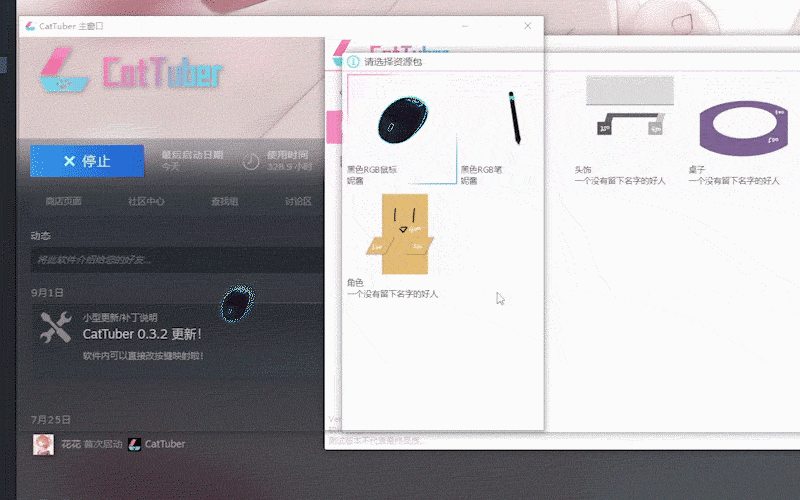 CatTuber 主窗口
CatTuber
请选择资源包
停止
最后启动日期
今天
使用时间
328.9 小时
商店页面
社区中心
查找组
讨论区
动态
将此软件介绍给您的好友...
9月1日
小型更新/补丁说明
CatTuber 0.3.2 更新！
软件内可以直接改按键映射啦！
7月25日
花花 首次启动 CatTuber
黑色RGB鼠标
妮酱
黑色RGB笔
妮酱
头饰
一个没有留下名字的好人
桌子
一个没有留下名字的好人
角色
一个没有留下名字的好人
Ver
测试版本不代表最终品质。